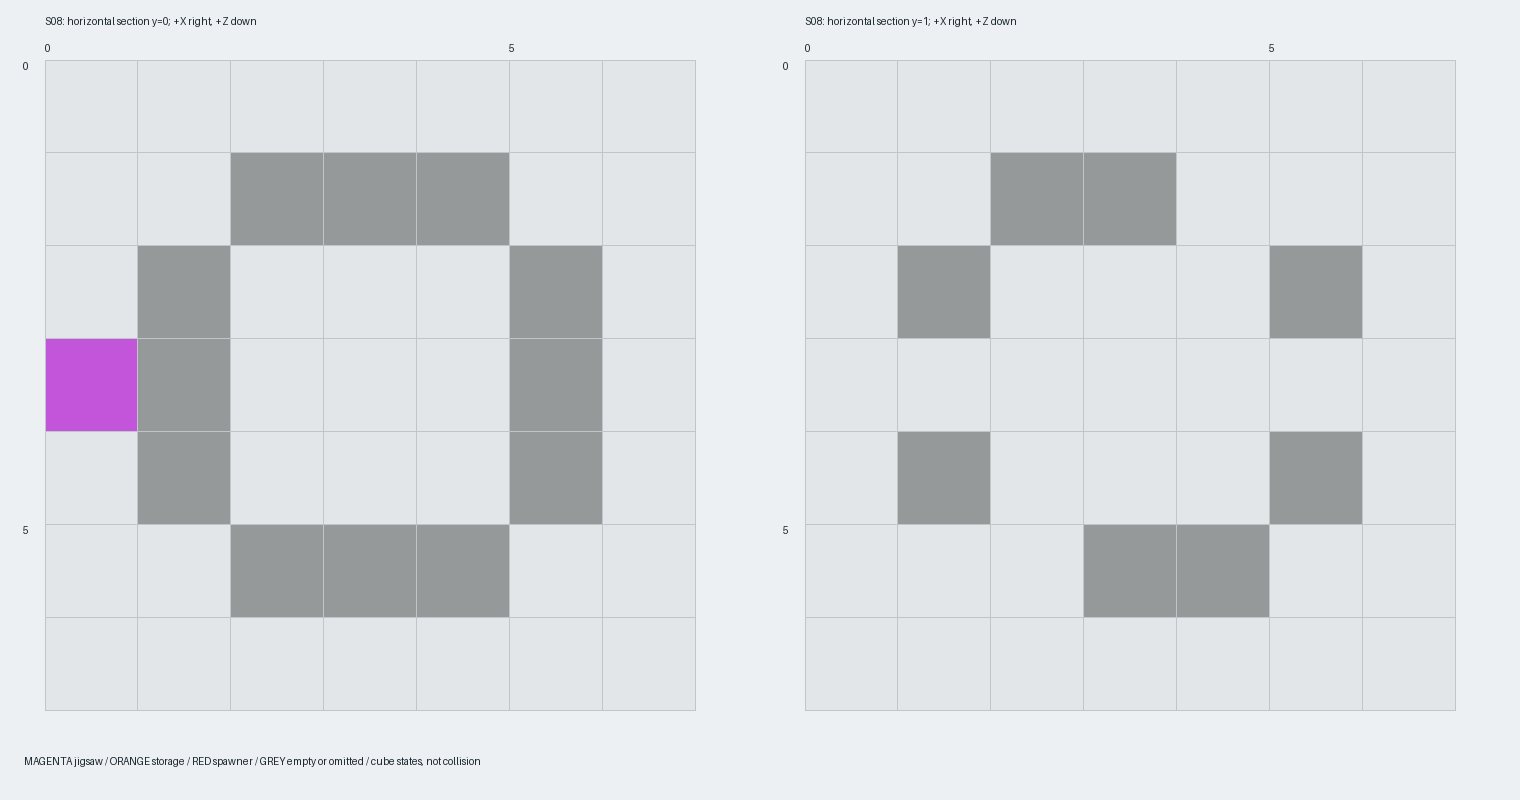 S08: horizontal section y=0; +X right, +Z down
S08: horizontal section y=1; +X right, +Z down
0 5
0 5
0
0
5
5
MAGENTA jigsaw / ORANGE storage / RED spawner / GREY empty or omitted / cube states, not collision